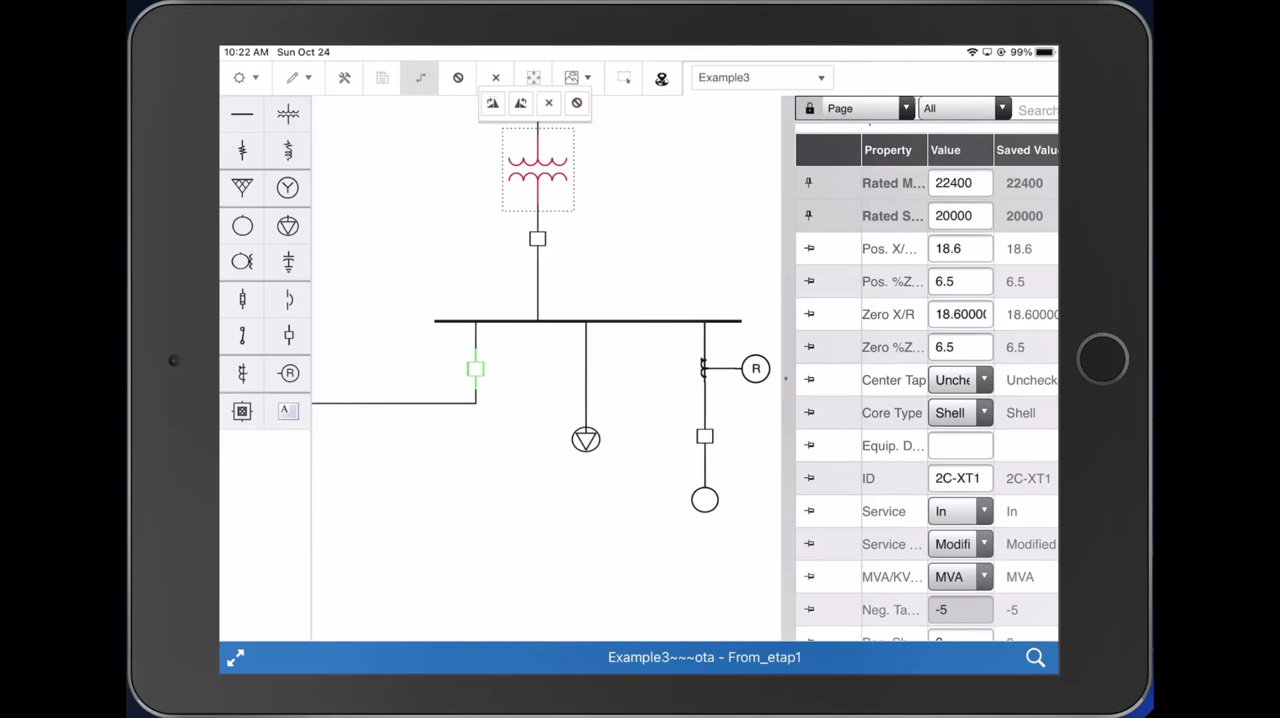 10:22 AM Sun Oct 24
99%
Example3
Page
All
Search
Property Value Saved Valu
Rated M... 22400 22400
Rated S... 20000 20000
Pos. X/... 18.6 18.6
Pos. %Z... 6.5 6.5
Zero X/R 18.6000( 18.60000
Zero %Z... 6.5 6.5
Center Tap Unche Unchecke
Core Type Shell Shell
Equip. D...
ID 2C-XT1 2C-XT1
Service In In
Service ... Modifi Modified
MVA/KV... MVA MVA
Neg. Ta... -5 -5
R
R
A
Example3~~~ota - From_etap1